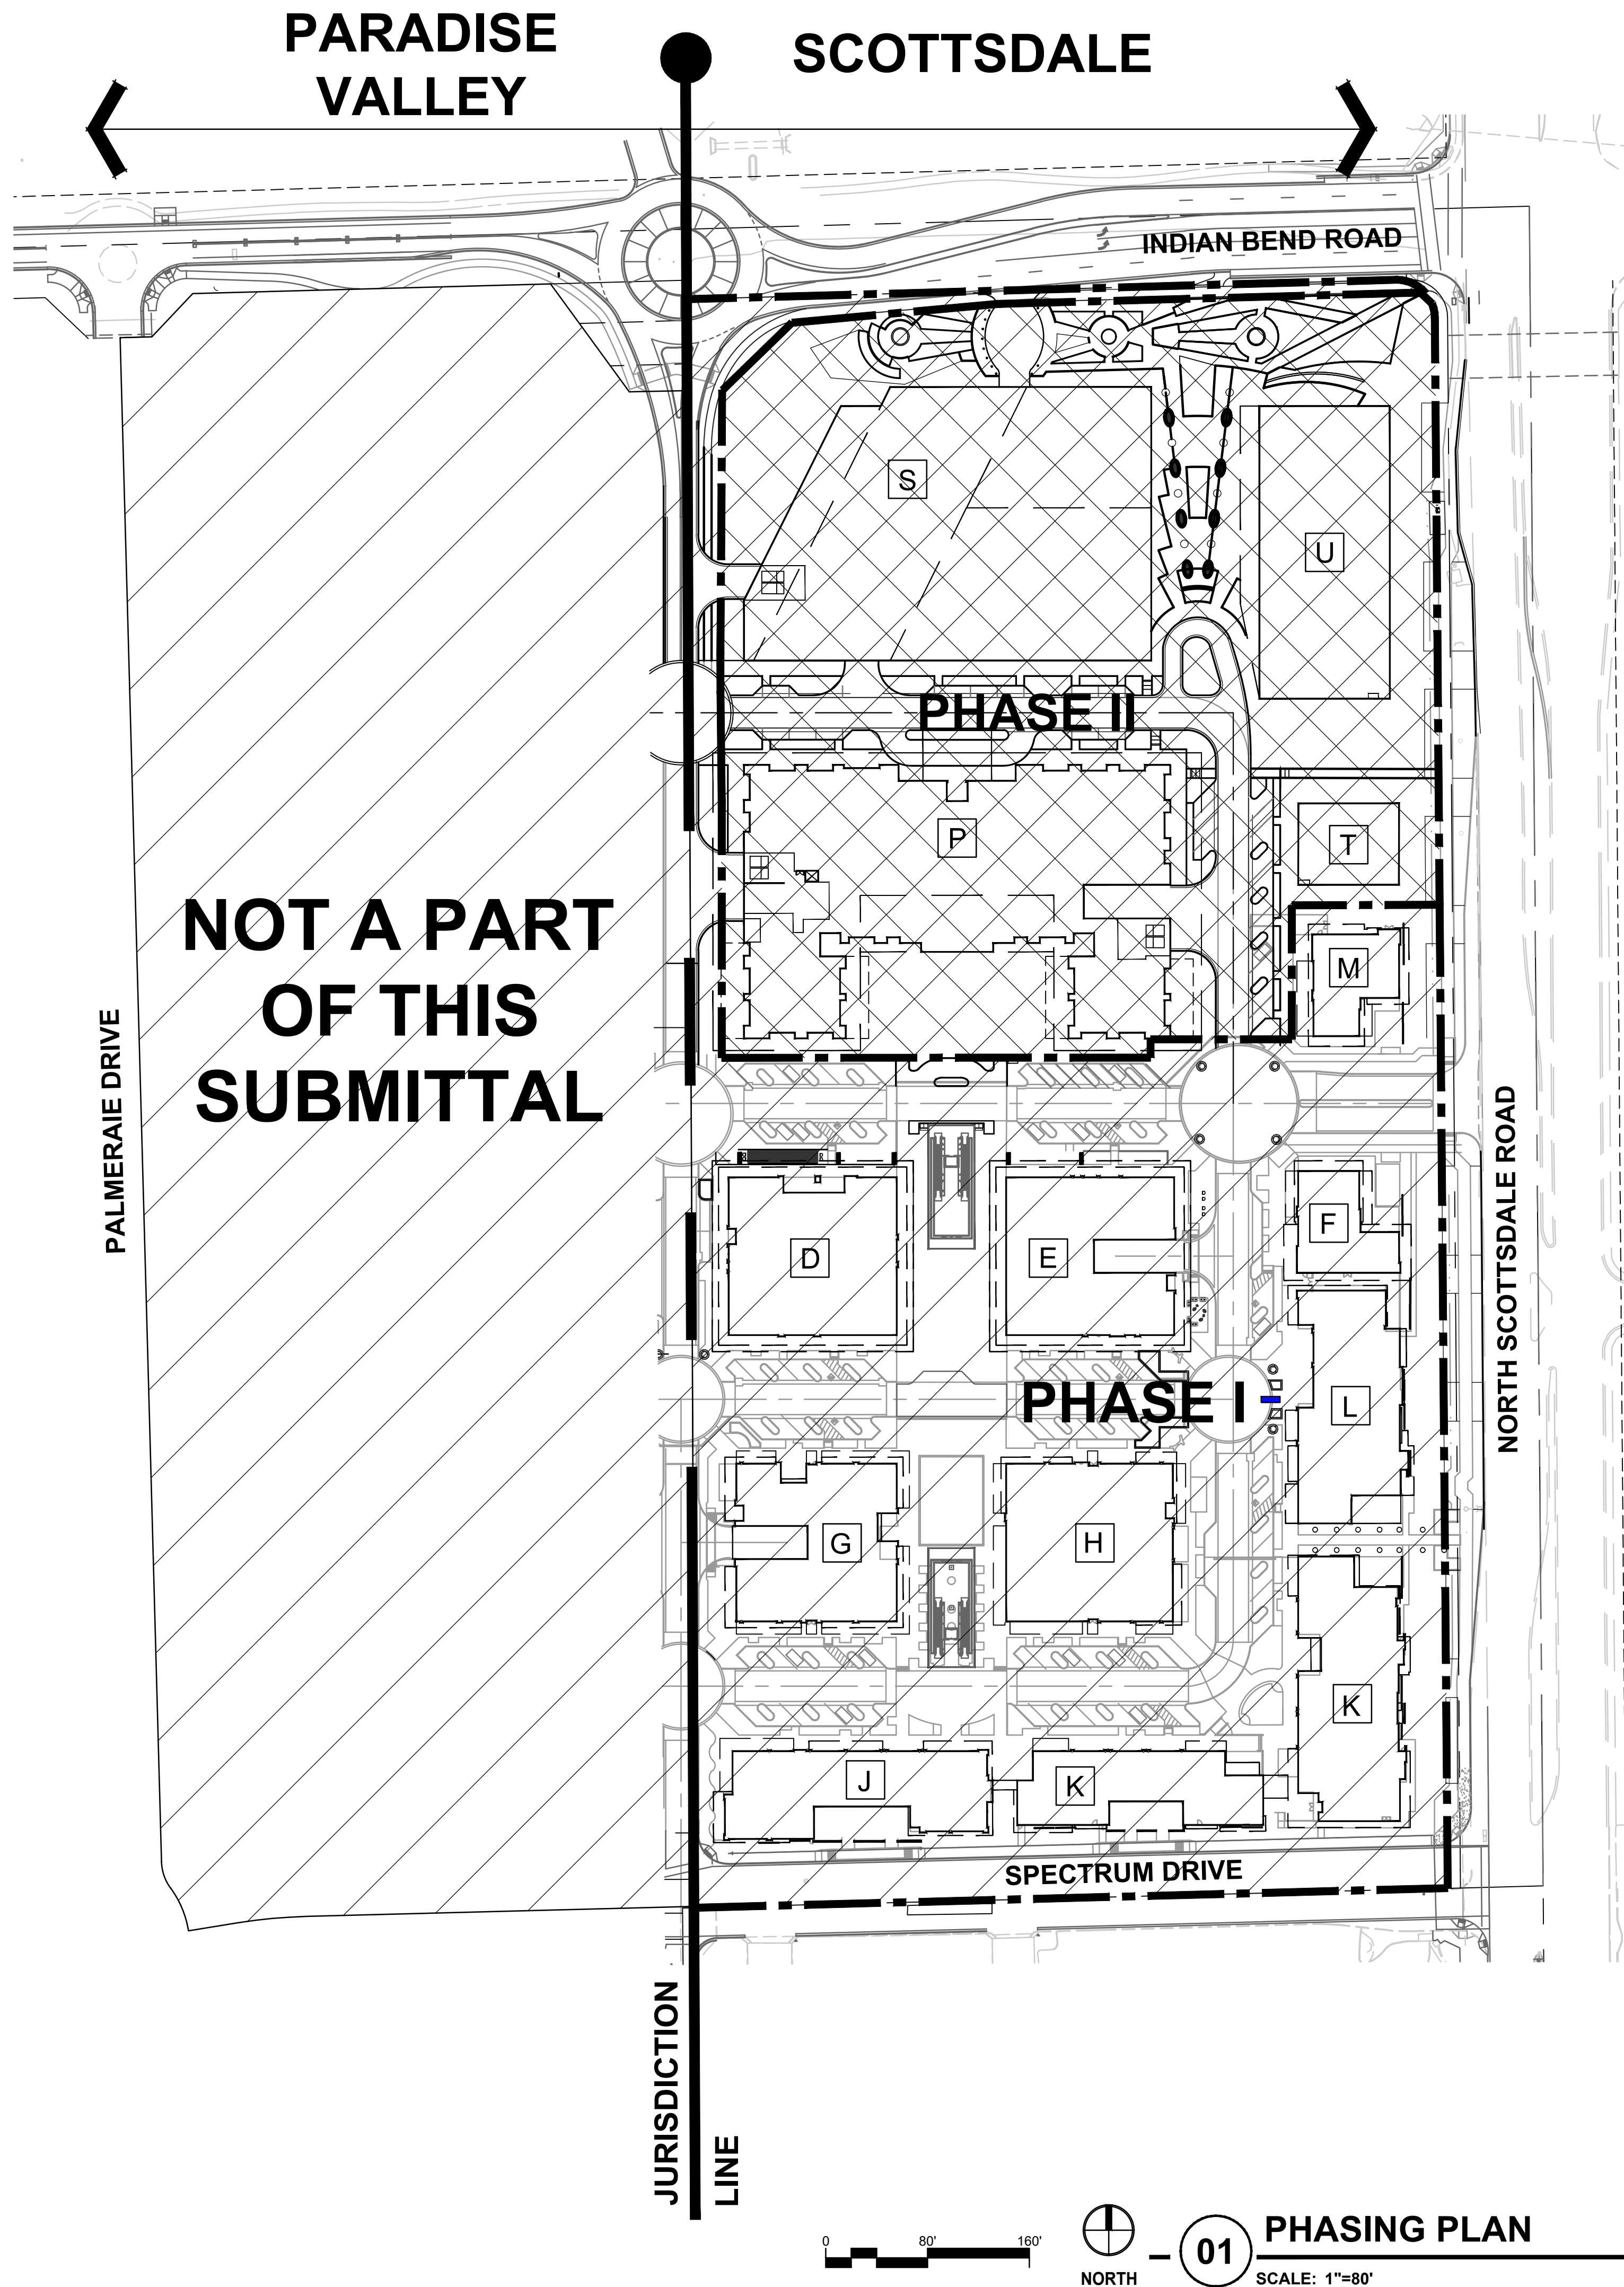 PARADISE
VALLEY
SCOTTSDALE
INDIAN BEND ROAD
S
U
PHASE II
P
T
NOT A PART
OF THIS
SUBMITTAL
M
PALMERAIE DRIVE
NORTH SCOTTSDALE ROAD
D
E
F
PHASE I
L
G
H
K
J
K
SPECTRUM DRIVE
JURISDICTION
LINE
0 80' 160'
NORTH
01
PHASING PLAN
SCALE: 1"=80'